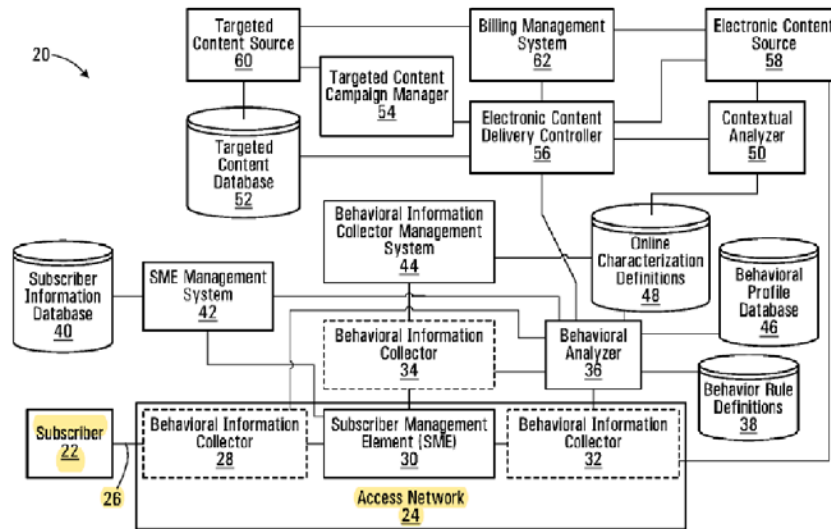 20
Targeted
Content Source
60
Billing Management
System
62
Electronic Content
Source
58
Targeted Content
Campaign Manager
54
Electronic Content
Delivery Controller
56
Contextual
Analyzer
50
Targeted
Content
Database
52
Behavioral Information
Collector Management
System
44
Online
Characterization
Definitions
48
Behavioral
Profile
Database
46
Subscriber
Information
Database
40
SME Management
System
42
Behavioral Information
Collector
34
Behavioral
Analyzer
36
Behavior Rule
Definitions
38
Subscriber
22
26
Behavioral Information
Collector
28
Subscriber Management
Element (SME)
30
Behavioral Information
Collector
32
Access Network
24